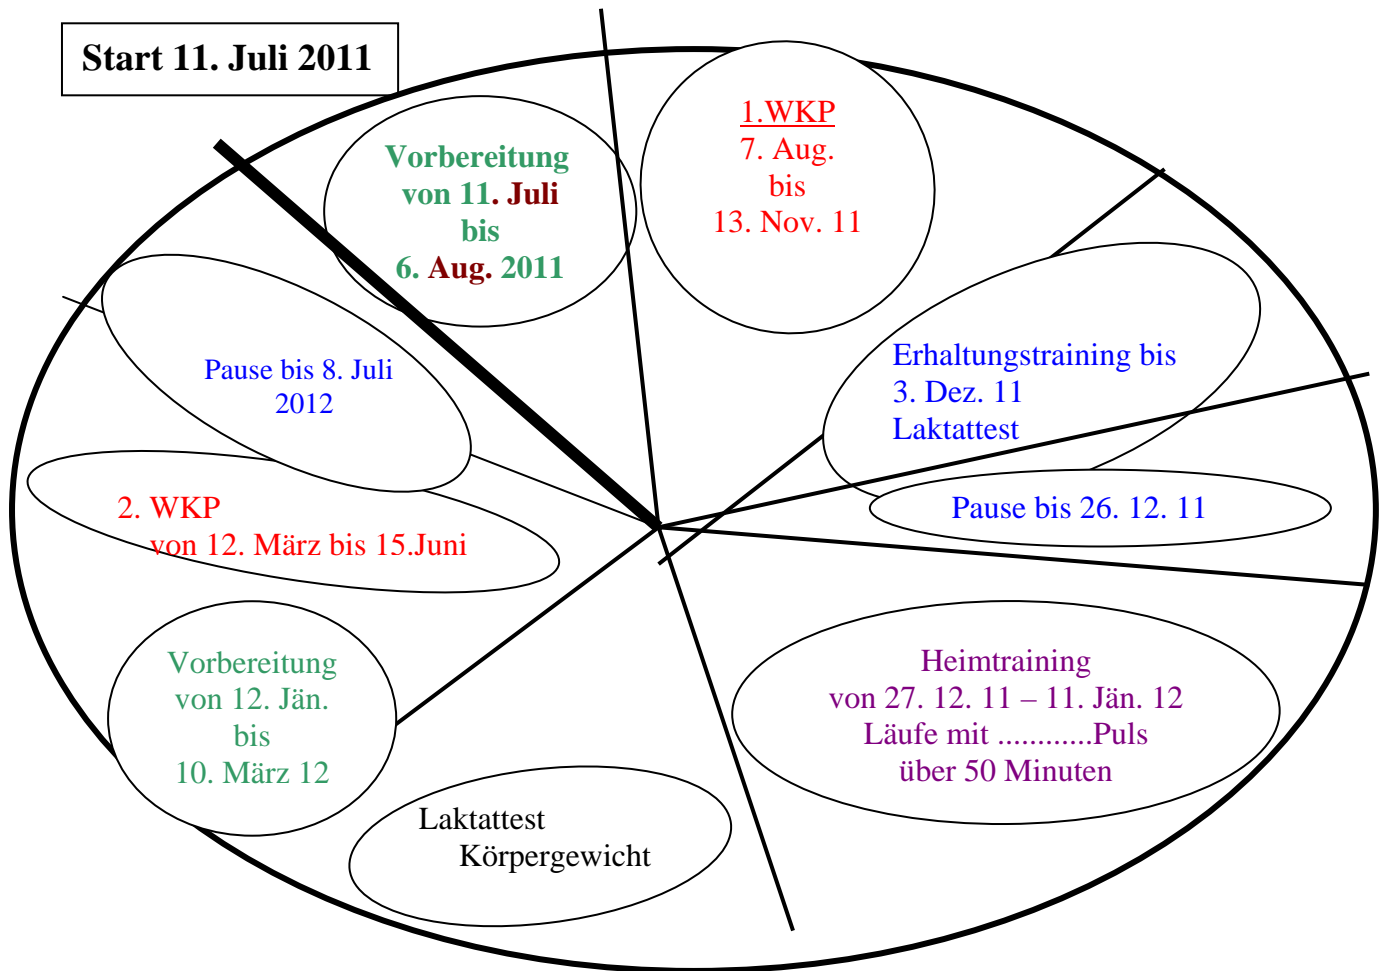 Start 11. Juli 2011
Vorbereitung
von 11. Juli
bis
6. Aug. 2011
1.WKP
7. Aug.
bis
13. Nov. 11
Erhaltungstraining bis
3. Dez. 11
Laktattest
Pause bis 26. 12. 11
Heimtraining
von 27. 12. 11 – 11. Jän. 12
Läufe mit ............Puls
über 50 Minuten
Laktattest
Körpergewicht
Vorbereitung
von 12. Jän.
bis
10. März 12
2. WKP
von 12. März bis 15.Juni
Pause bis 8. Juli
2012